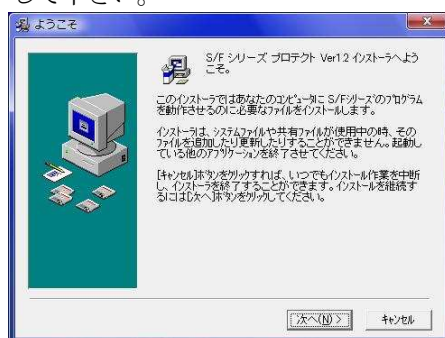 して下さい。
ようこそ
S/F シリーズ プロテクト Ver1.2 インストーラへよう
こそ。
このインストーラではあなたのコンピュータに S/Fシリーズのプログラム
を動作させるのに必要なファイルをインストールします。
インストーラは、システムファイルや共有ファイルが使用中の時、その
ファイルを追加したり更新したりすることができません。起動し
ている他のアプリケーションを終了させてください。
[キャンセル]ボタンをクリックすれば、いつでもインストール作業を中断
し、インストーラを終了することができます。インストールを継続す
るには[次へ]ボタンをクリックしてください。
次へ(N) >
キャンセル